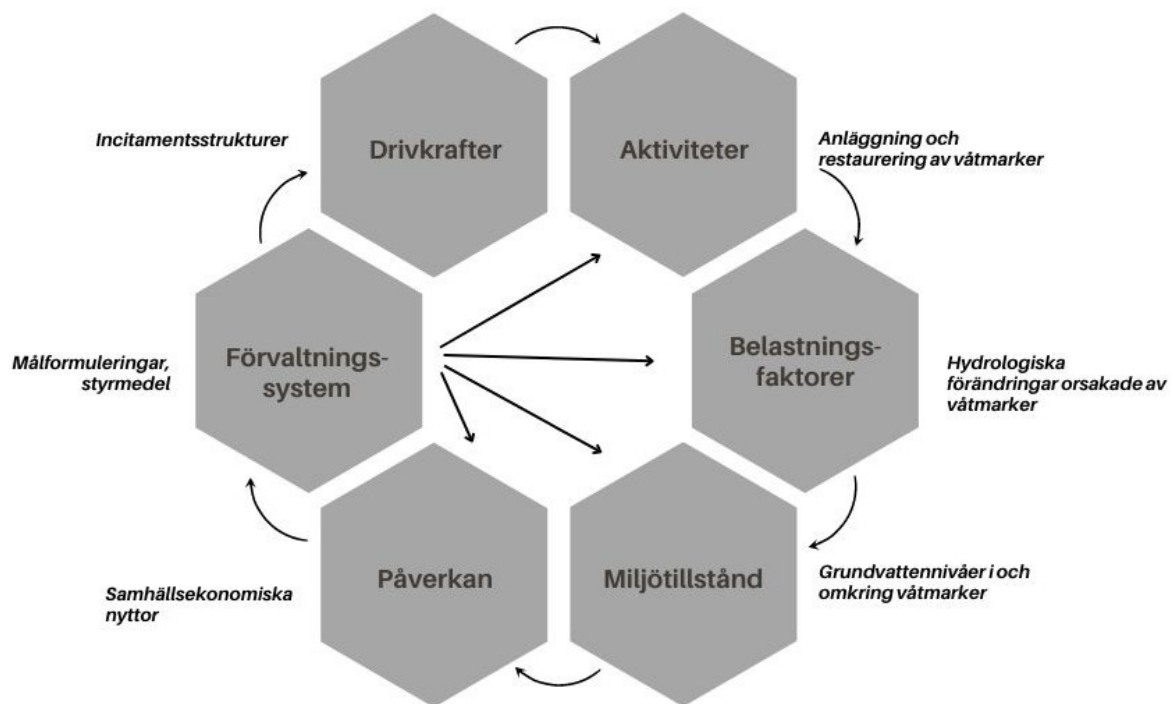 Incitamentsstrukturer
Drivkrafter
Aktiviteter
Anläggning och
restaurering av våtmarker
Målformuleringar,
styrmedel
Förvaltnings-
system
Belastnings-
faktorer
Hydrologiska
förändringar orsakade av
våtmarker
Samhällsekonomiska
nyttor
Påverkan
Miljötillstånd
Grundvattennivåer i och
omkring våtmarker